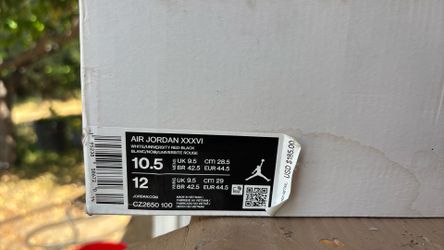 AIR JORDAN XXXVI
WHITE/UNIVERSITY RED BLACK
BLANC/NOIR/UNIVERSITE ROUGE
10.5 UK 9.5 CM 28.5
BR 42.5 EUR 44.5
12 UK 9.5 CM 29
BR 42.5 EUR 44.5
JORDAN.COM
CZ2650 100
USD $185.00